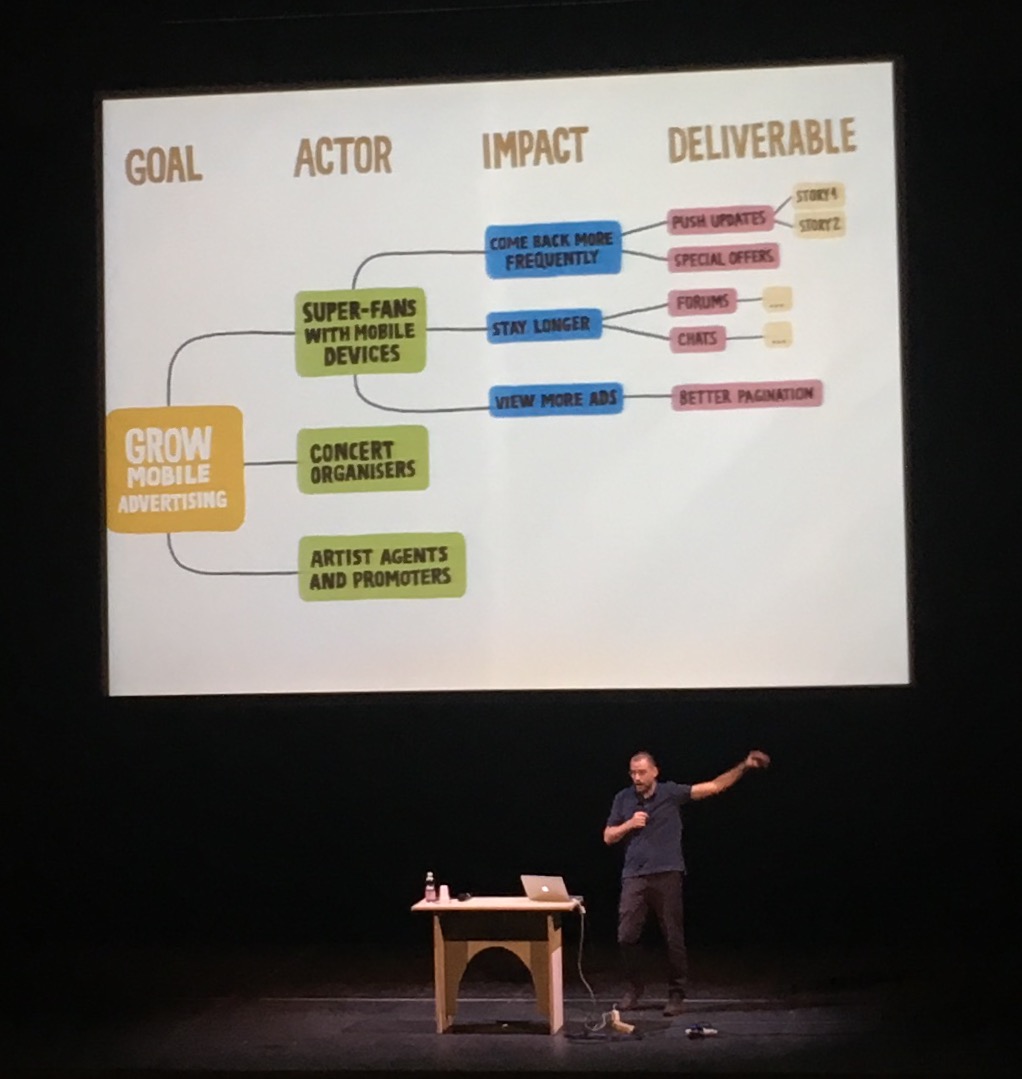 GOAL
ACTOR
IMPACT
DELIVERABLE
GROW
MOBILE
ADVERTISING
SUPER-FANS
WITH MOBILE
DEVICES
COME BACK MORE
FREQUENTLY
PUSH UPDATES
STORY 1
STORY 2
SPECIAL OFFERS
STAY LONGER
FORUMS
...
CHATS
...
VIEW MORE ADS
BETTER PAGINATION
CONCERT
ORGANISERS
ARTIST AGENTS
AND PROMOTERS